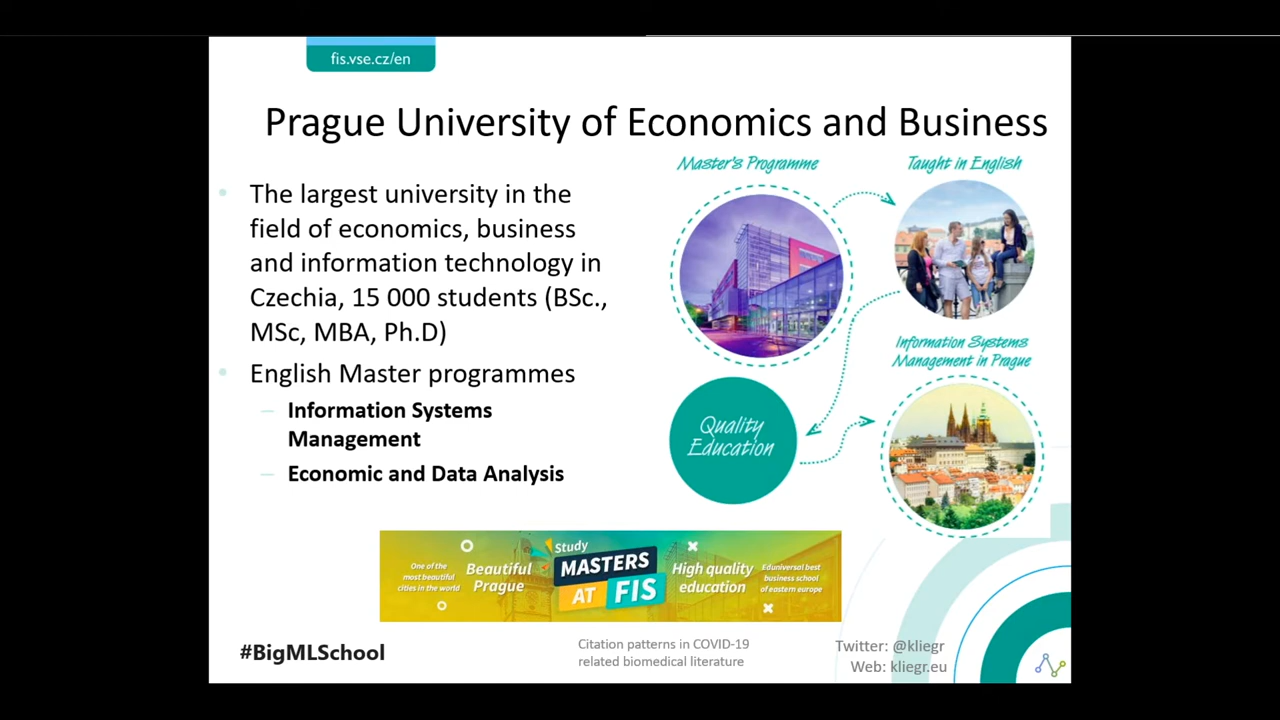 fis.vse.cz/en
Prague University of Economics and Business
The largest university in the
field of economics, business
and information technology in
Czechia, 15 000 students (BSc.,
MSc, MBA, Ph.D)
English Master programmes
Information Systems
Management
Economic and Data Analysis
Master's Programme
Taught in English
Information Systems
Management in Prague
Quality
Education
One of the
most beautiful
cities in the world
Beautiful
Prague
Study
MASTERS
AT FIS
High quality
education
Eduniversal best
business school
of eastern europe
#BigMLSchool
Citation patterns in COVID-19
related biomedical literature
Twitter: @kliegr
Web: kliegr.eu